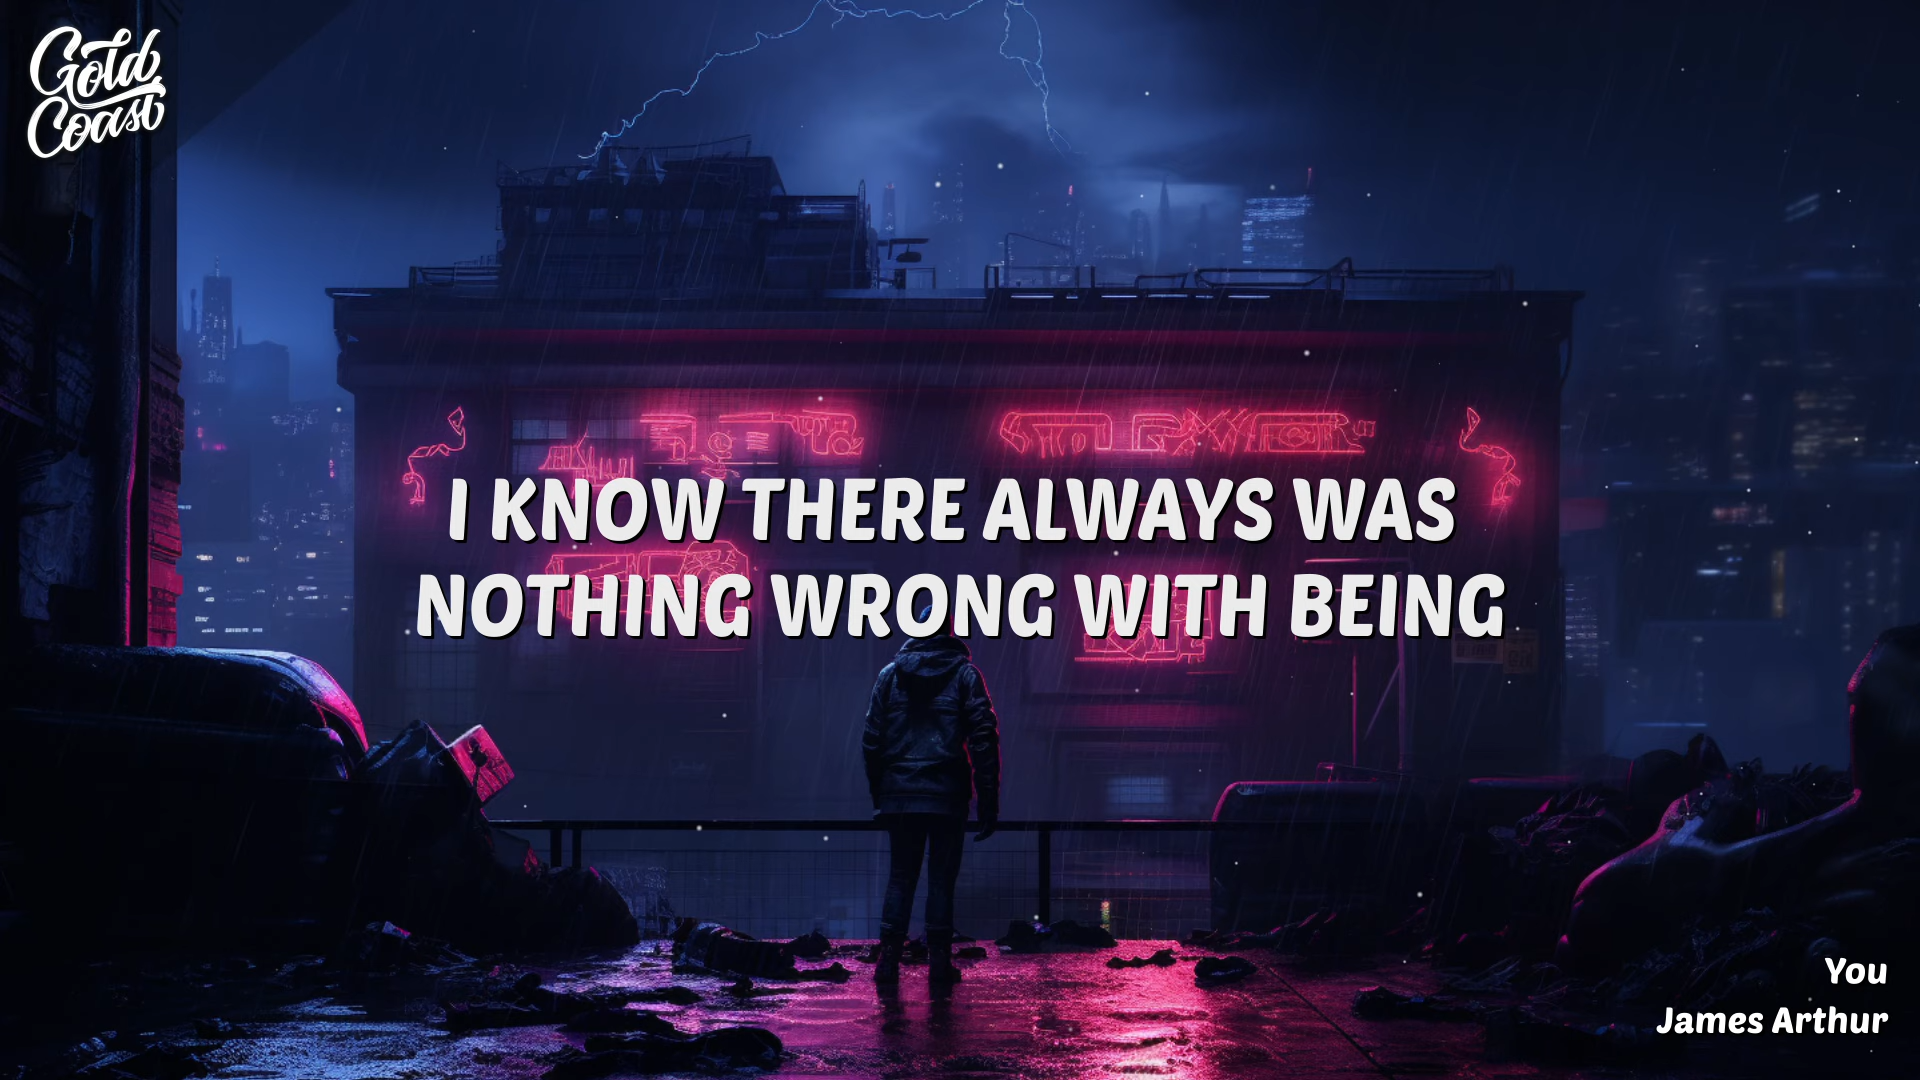 Gold
Coast
I KNOW THERE ALWAYS WAS
NOTHING WRONG WITH BEING
You
James Arthur